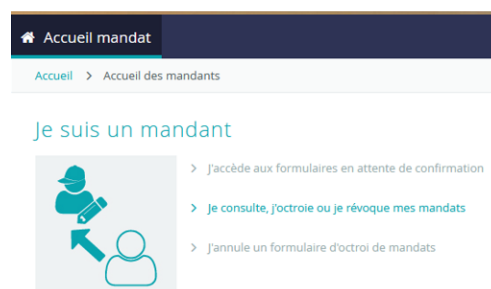 Accueil mandat
Accueil > Accueil des mandants
Je suis un mandant
> J'accède aux formulaires en attente de confirmation
> Je consulte, j'octroie ou je révoque mes mandats
> J'annule un formulaire d'octroi de mandats